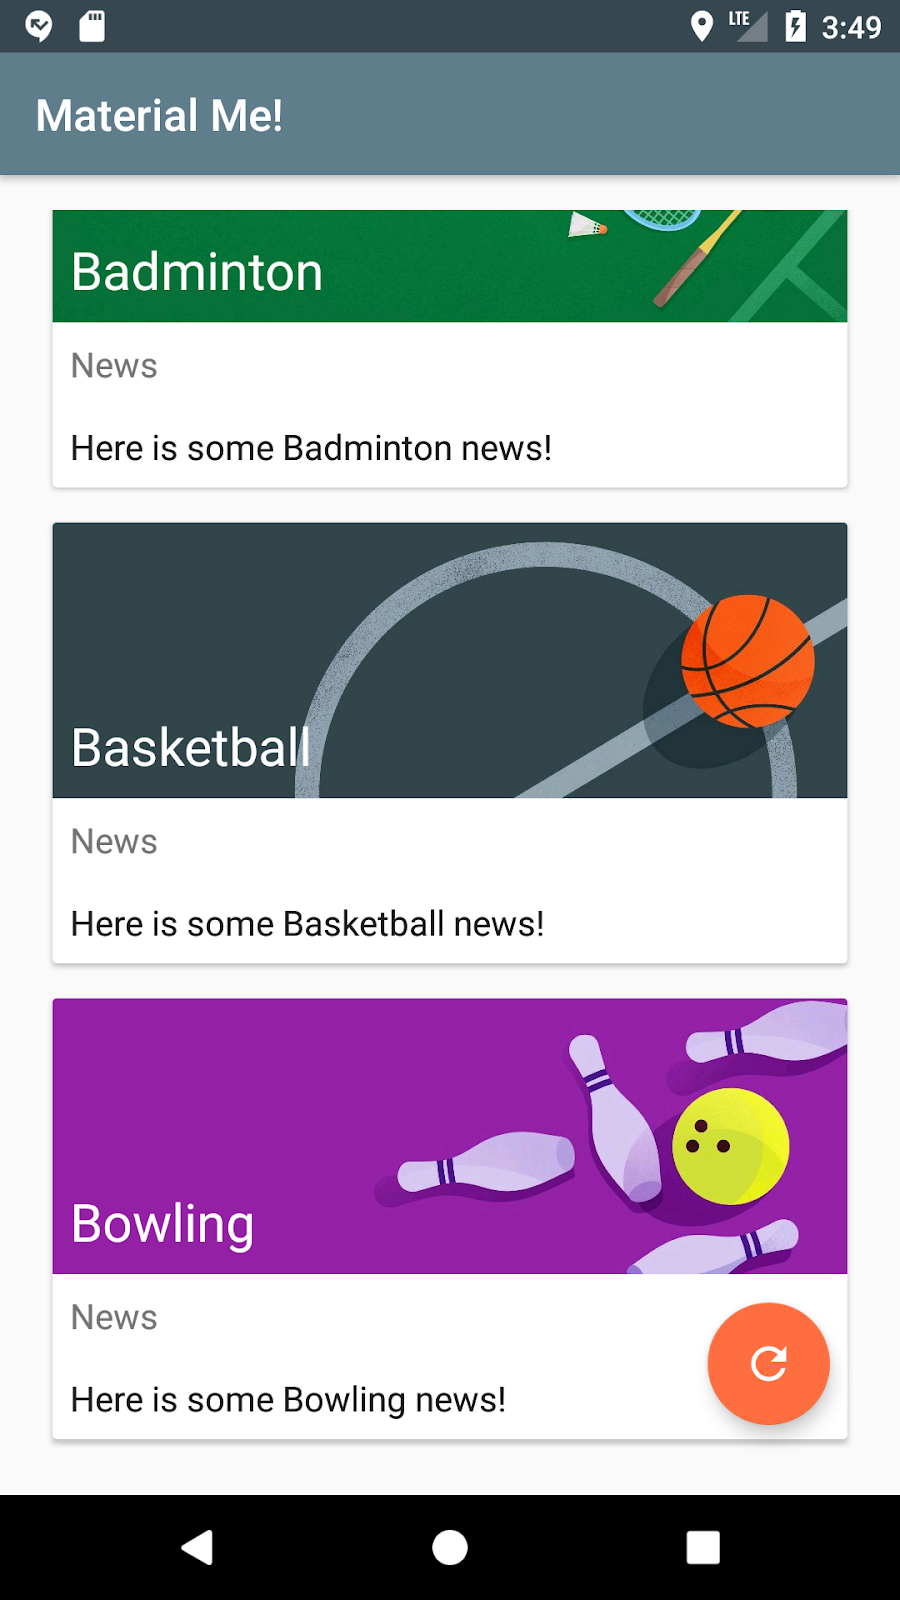 LTE 3:49
Material Me!
Badminton
News
Here is some Badminton news!
Basketball
News
Here is some Basketball news!
Bowling
News
Here is some Bowling news!